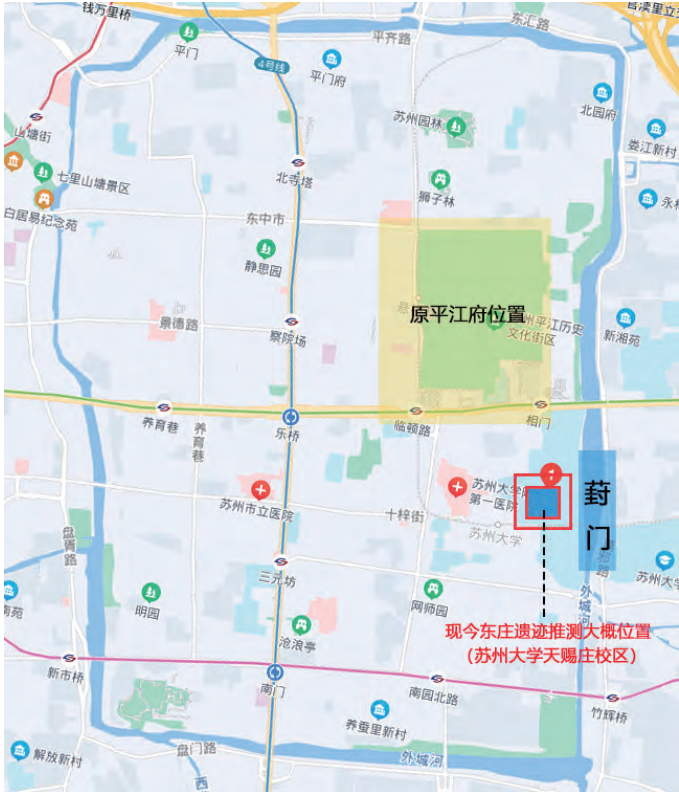 钱万里桥
官渎里立交
东汇路
平齐路
平门
4号线
平门府
北园府
苏州园林
娄江新村
山塘街
北寺塔
七里山塘景区
狮子林
白居易纪念苑
东中市
静思园
原平江府位置
州平江历史
文化街区
景德路
察院场
新湘苑
养育巷
乐桥
临顿路
相门
养育巷
葑门
苏州大学附
第一医院
苏州市立医院
十梓街
苏州大学
盘胥路
三元坊
苏州大学
外城河
明园
网师园
现今东庄遗迹推测大概位置
(苏州大学天赐庄校区)
沧浪亭
新市桥
南门
南园北路
竹辉桥
养蚕里新村
解放新村
盘门路
外城河